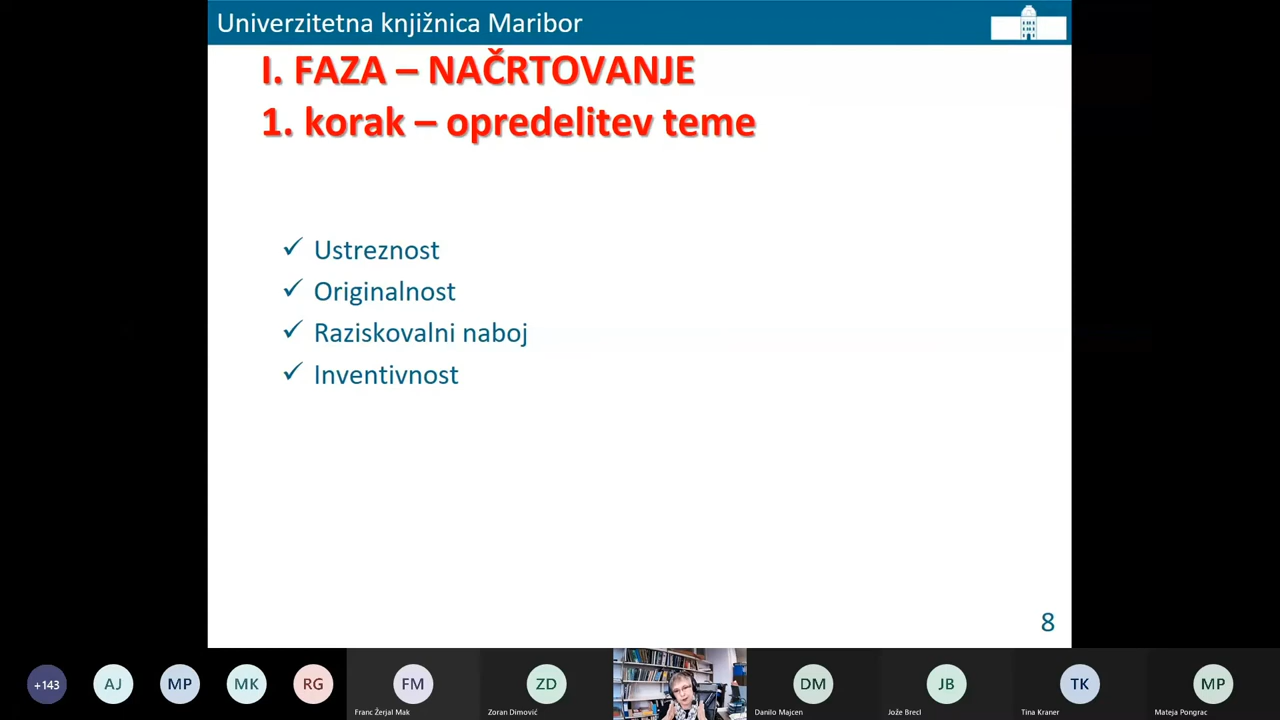 Univerzitetna knjižnica Maribor
I. FAZA – NAČRTOVANJE
1. korak – opredelitev teme
✓ Ustreznost
✓ Originalnost
✓ Raziskovalni naboj
✓ Inventivnost
8
+143
AJ
MP
MK
RG
FM
ZD
DM
JB
TK
MP
Franc Žerjal Mak
Zoran Dimović
Danilo Majcen
Jože Brecl
Tina Kraner
Mateja Pongrac